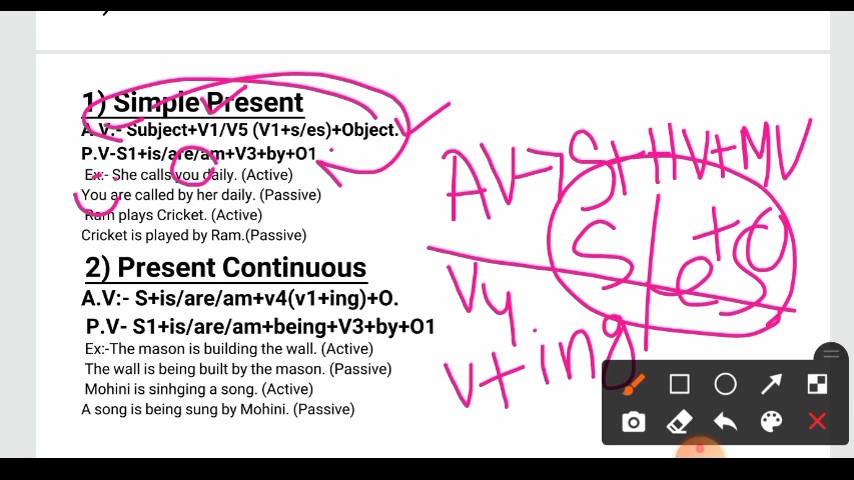 1) Simple Present
A.V:- Subject+V1/V5 (V1+s/es)+Object.
P.V-S1+is/are/am+V3+by+O1
Ex:- She calls you daily. (Active)
You are called by her daily. (Passive)
Ram plays Cricket. (Active)
Cricket is played by Ram.(Passive)
2) Present Continuous
A.V:- S+is/are/am+v4(v1+ing)+O.
P.V- S1+is/are/am+being+V3+by+O1
Ex:-The mason is building the wall. (Active)
The wall is being built by the mason. (Passive)
Mohini is sinhging a song. (Active)
A song is being sung by Mohini. (Passive)
AV→S+HV+MV
+O
S/es
V4
V+ing